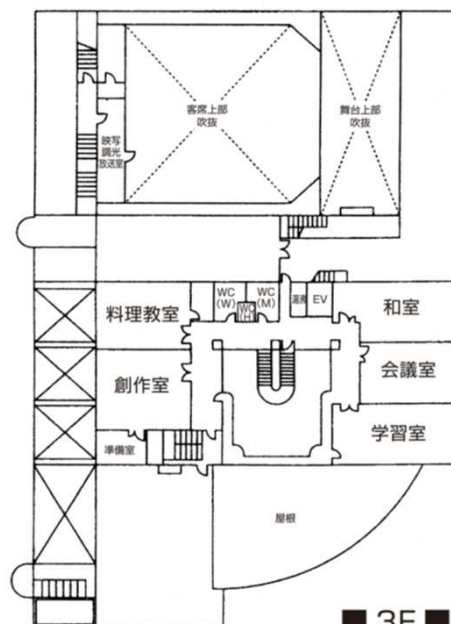 客席上部
吹抜
舞台上部
吹抜
映写
調光
放送室
料理教室
WC
(W)
WC
(H)
WC
(M)
湯沸
EV
和室
創作室
会議室
準備室
学習室
屋根
■ 3F ■